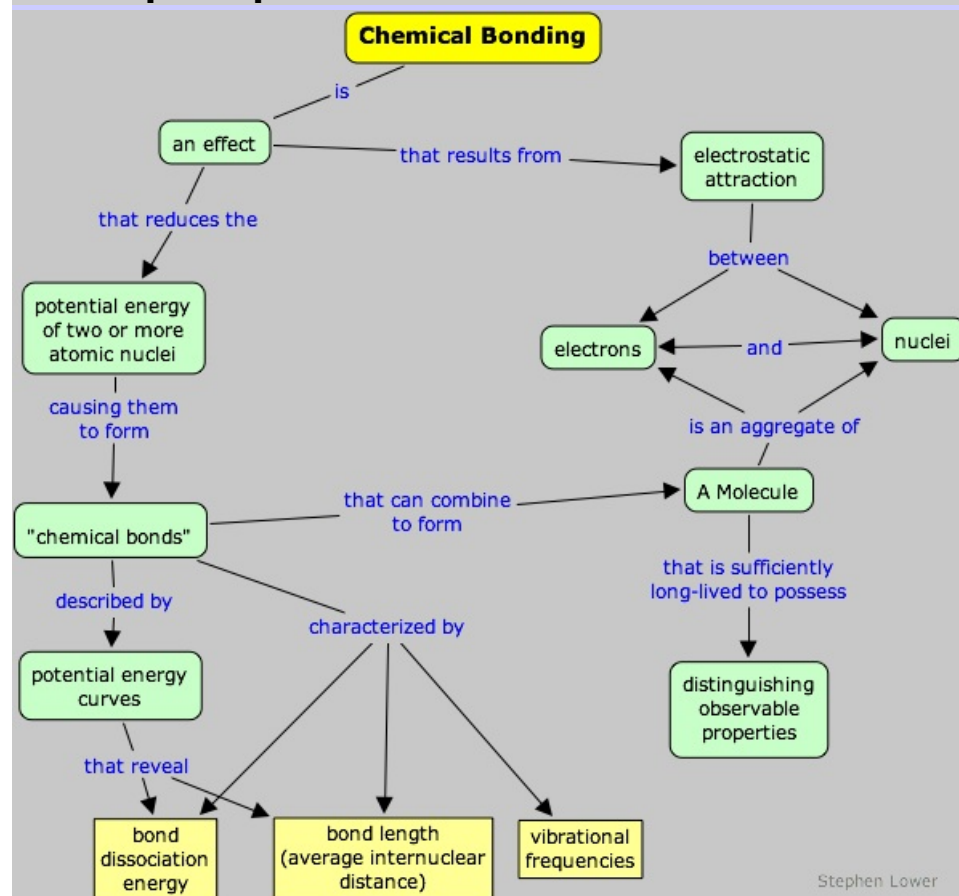 Chemical Bonding
is
an effect
that results from
electrostatic
attraction
that reduces the
between
potential energy
of two or more
atomic nuclei
electrons
and
nuclei
causing them
to form
is an aggregate of
"chemical bonds"
that can combine
to form
A Molecule
described by
characterized by
that is sufficiently
long-lived to possess
potential energy
curves
distinguishing
observable
properties
that reveal
bond
dissociation
energy
bond length
(average internuclear
distance)
vibrational
frequencies
Stephen Lower